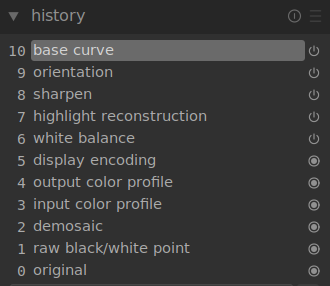 history
10 base curve
9 orientation
8 sharpen
7 highlight reconstruction
6 white balance
5 display encoding
4 output color profile
3 input color profile
2 demosaic
1 raw black/white point
0 original